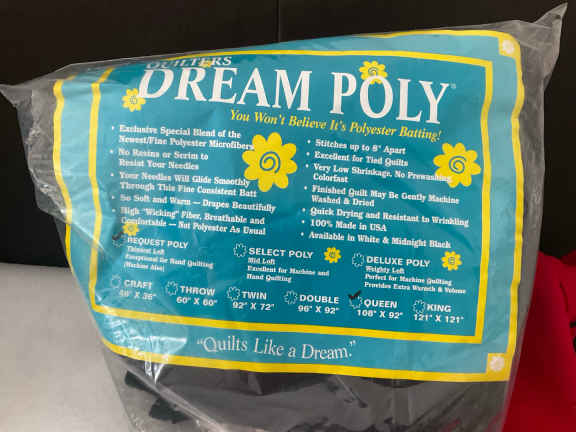 QUILTERS
DREAM POLY®
You Won't Believe It's Polyester Batting!
• Exclusive Special Blend of the
Newest/Fine Polyester Microfibers
• No Resins or Scrim to
Resist Your Needles
• Your Needles Will Glide Smoothly
Through This Fine Consistent Batt
• So Soft and Warm — Drapes Beautifully
• High "Wicking" Fiber, Breathable and
Comfortable — Not Polyester As Usual
• Stitches up to 8" Apart
• Excellent for Tied Quilts
• Very Low Shrinkage, No Prewashing,
Colorfast
• Finished Quilt May Be Gently Machine
Washed & Dried
• Quick Drying and Resistant to Wrinkling
• 100% Made in USA
• Available in White & Midnight Black
REQUEST POLY
Thinnest Loft
Exceptional for Hand Quilting
(Machine Also)
SELECT POLY
Mid Loft
Excellent for Machine and
Hand Quilting
DELUXE POLY
Weighty Loft
Perfect for Machine Quilting
Provides Extra Warmth & Volume
CRAFT
46" X 36"
THROW
60" X 60"
TWIN
92" X 72"
DOUBLE
96" X 92"
QUEEN
108" X 92"
KING
121" X 121"
"Quilts Like a Dream."